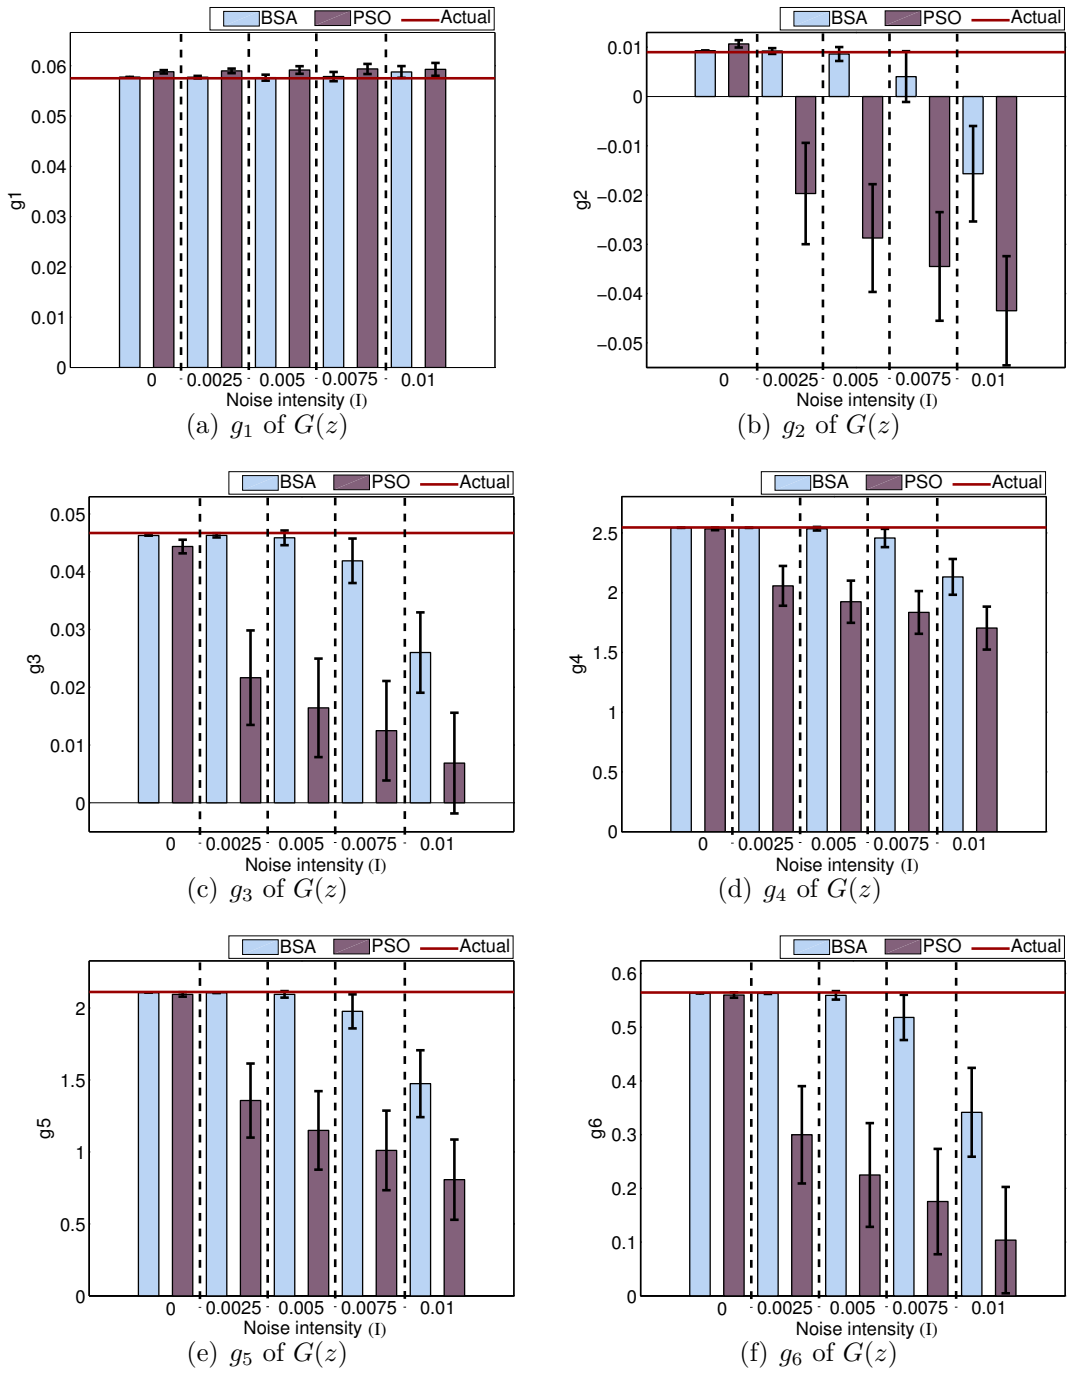 BSA PSO Actual
0.06
0.05
0.04
0.03
0.02
0.01
0
g1
0 0.0025 0.005 0.0075 0.01
Noise intensity (I)
(a) g1 of G(z)
BSA PSO Actual
0.01
0
−0.01
−0.02
−0.03
−0.04
−0.05
g2
0 0.0025 0.005 0.0075 0.01
Noise intensity (I)
(b) g2 of G(z)
BSA PSO Actual
0.05
0.04
0.03
0.02
0.01
0
g3
0 0.0025 0.005 0.0075 0.01
Noise intensity (I)
(c) g3 of G(z)
BSA PSO Actual
2.5
2
1.5
1
0.5
0
g4
0 0.0025 0.005 0.0075 0.01
Noise intensity (I)
(d) g4 of G(z)
BSA PSO Actual
2
1.5
1
0.5
0
g5
0 0.0025 0.005 0.0075 0.01
Noise intensity (I)
(e) g5 of G(z)
BSA PSO Actual
0.6
0.5
0.4
0.3
0.2
0.1
0
g6
0 0.0025 0.005 0.0075 0.01
Noise intensity (I)
(f) g6 of G(z)